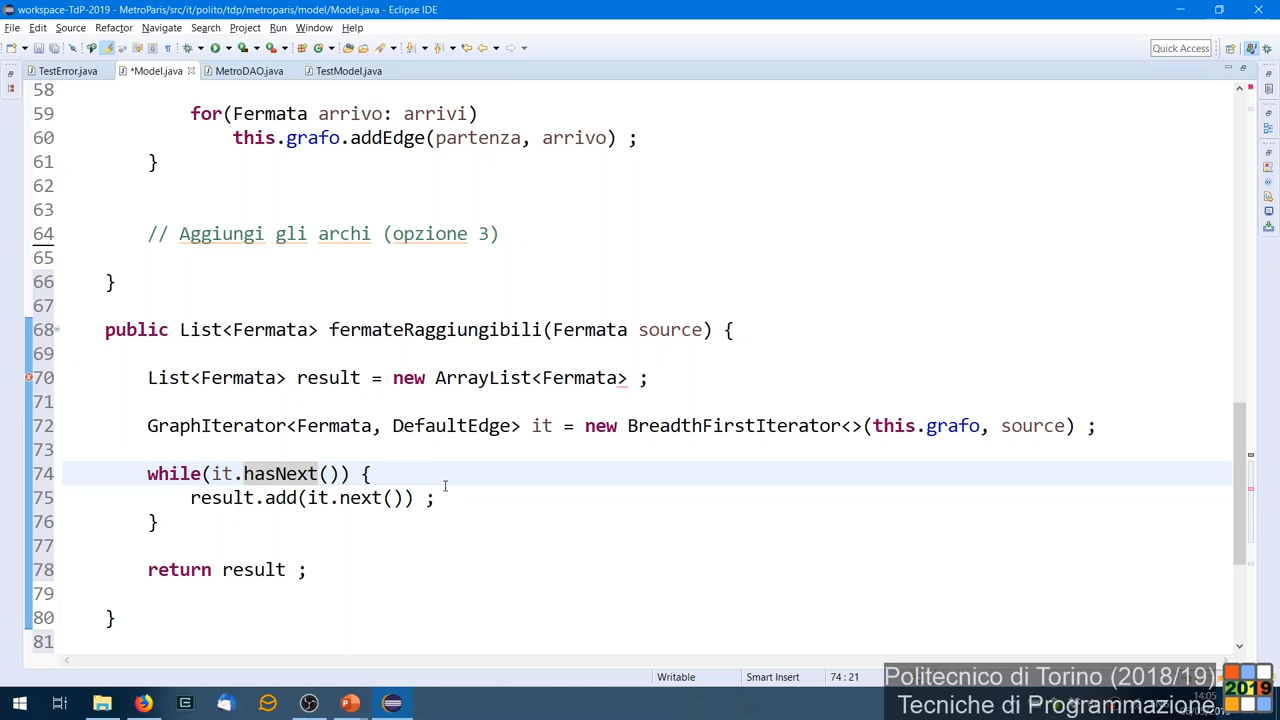 workspace-TdP-2019 - MetroParis/src/it/polito/tdp/metroparis/model/Model.java - Eclipse IDE
File Edit Source Refactor Navigate Search Project Run Window Help
Quick Access
TestError.java *Model.java MetroDAO.java TestModel.java
58
59 for(Fermata arrivo: arrivi)
60 this.grafo.addEdge(partenza, arrivo) ;
61 }
62
63
64 // Aggiungi gli archi (opzione 3)
65
66 }
67
68 public List<Fermata> fermateRaggiungibili(Fermata source) {
69
70 List<Fermata> result = new ArrayList<Fermata> ;
71
72 GraphIterator<Fermata, DefaultEdge> it = new BreadthFirstIterator<>(this.grafo, source) ;
73
74 while(it.hasNext()) {
75 result.add(it.next()) ;
76 }
77
78 return result ;
79
80 }
81
Writable Smart Insert 74 : 21
Politecnico di Torino (2018/19)
Tecniche di Programmazione
2019
14:05